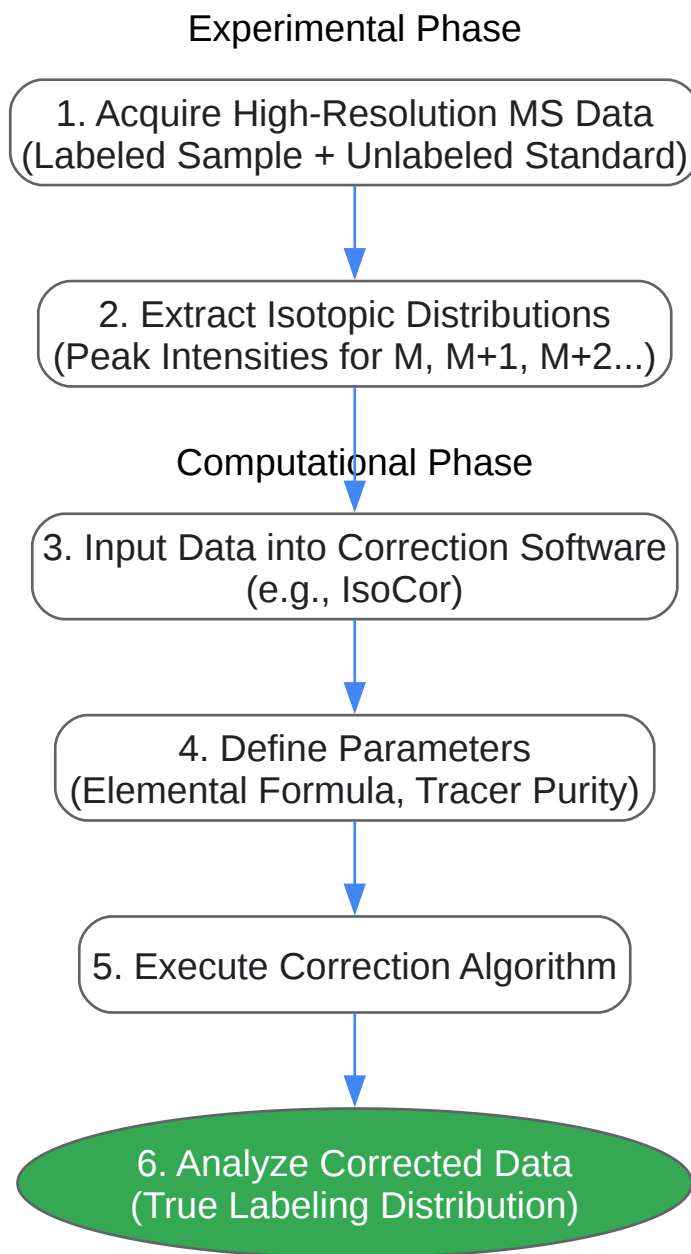 Experimental Phase
1. Acquire High-Resolution MS Data
(Labeled Sample + Unlabeled Standard)
2. Extract Isotopic Distributions
(Peak Intensities for M, M+1, M+2...)
Computational Phase
3. Input Data into Correction Software
(e.g., IsoCor)
4. Define Parameters
(Elemental Formula, Tracer Purity)
5. Execute Correction Algorithm
6. Analyze Corrected Data
(True Labeling Distribution)